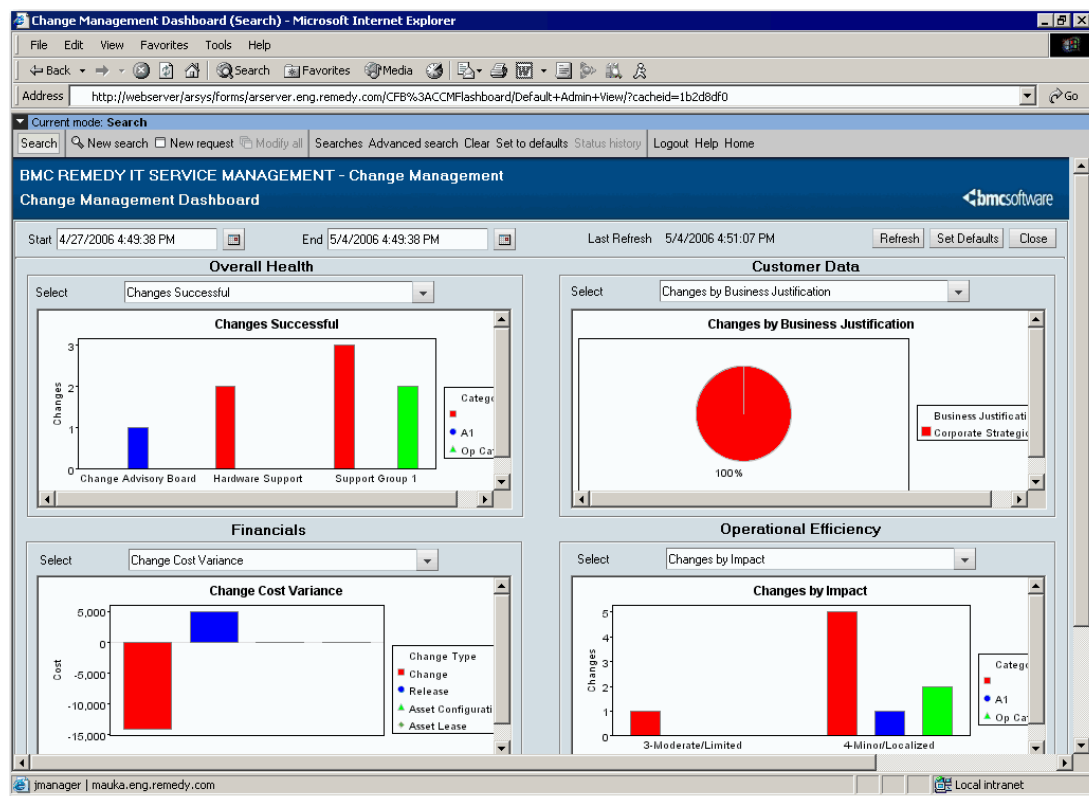 Change Management Dashboard (Search) - Microsoft Internet Explorer
File Edit View Favorites Tools Help
Back Search Favorites Media
Address http://webserver/arsys/forms/arserver.eng.remedy.com/CFB%3ACCMFlashboard/Default+Admin+View/?cacheid=1b2d8df0 Go
Current mode: Search
Search New search New request Modify all Searches Advanced search Clear Set to defaults Status history Logout Help Home
BMC REMEDY IT SERVICE MANAGEMENT - Change Management
Change Management Dashboard bmcsoftware
Start 4/27/2006 4:49:38 PM End 5/4/2006 4:49:38 PM Last Refresh 5/4/2006 4:51:07 PM Refresh Set Defaults Close
Overall Health
Select Changes Successful
Changes Successful
3
2
1
0
Changes
Change Advisory Board Hardware Support Support Group 1
Catego
A1
Op Ca
Customer Data
Select Changes by Business Justification
Changes by Business Justification
100%
Business Justificati
Corporate Strategic
Financials
Select Change Cost Variance
Change Cost Variance
5,000
0
-5,000
-10,000
-15,000
Cost
Change Type
Change
Release
Asset Configurati
Asset Lease
Operational Efficiency
Select Changes by Impact
Changes by Impact
5
4
3
2
1
0
Changes
3-Moderate/Limited 4-Minor/Localized
Catego
A1
Op Ca
jmanager | mauka.eng.remedy.com Local intranet